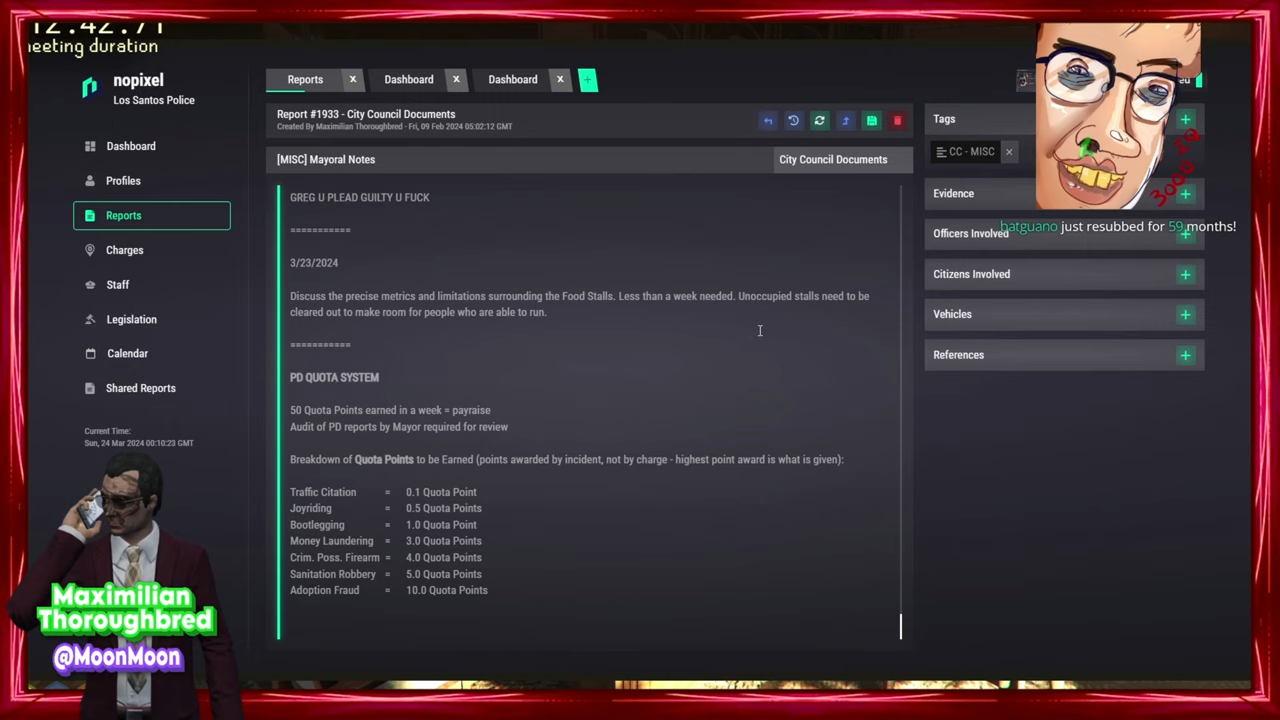 12:42.71
meeting duration
nopixel
Los Santos Police
Reports
Dashboard
Dashboard
Report #1933 - City Council Documents
Created By Maximilian Thoroughbred - Fri, 09 Feb 2024 05:02:12 GMT
[MISC] Mayoral Notes
City Council Documents
Dashboard
Profiles
Reports
Charges
Staff
Legislation
Calendar
Shared Reports
Current Time:
Sun, 24 Mar 2024 00:10:23 GMT
GREG U PLEAD GUILTY U FUCK
===========
3/23/2024
Discuss the precise metrics and limitations surrounding the Food Stalls. Less than a week needed. Unoccupied stalls need to be
cleared out to make room for people who are able to run.
===========
PD QUOTA SYSTEM
50 Quota Points earned in a week = payraise
Audit of PD reports by Mayor required for review
Breakdown of Quota Points to be Earned (points awarded by incident, not by charge - highest point award is what is given):
Traffic Citation = 0.1 Quota Point
Joyriding = 0.5 Quota Points
Bootlegging = 1.0 Quota Point
Money Laundering = 3.0 Quota Points
Crim. Poss. Firearm = 4.0 Quota Points
Sanitation Robbery = 5.0 Quota Points
Adoption Fraud = 10.0 Quota Points
Tags
CC - MISC
Evidence
Officers Involved
Citizens Involved
Vehicles
References
3000 IQ
batguano just resubbed for 59 months!
Maximilian
Thoroughbred
@MoonMoon